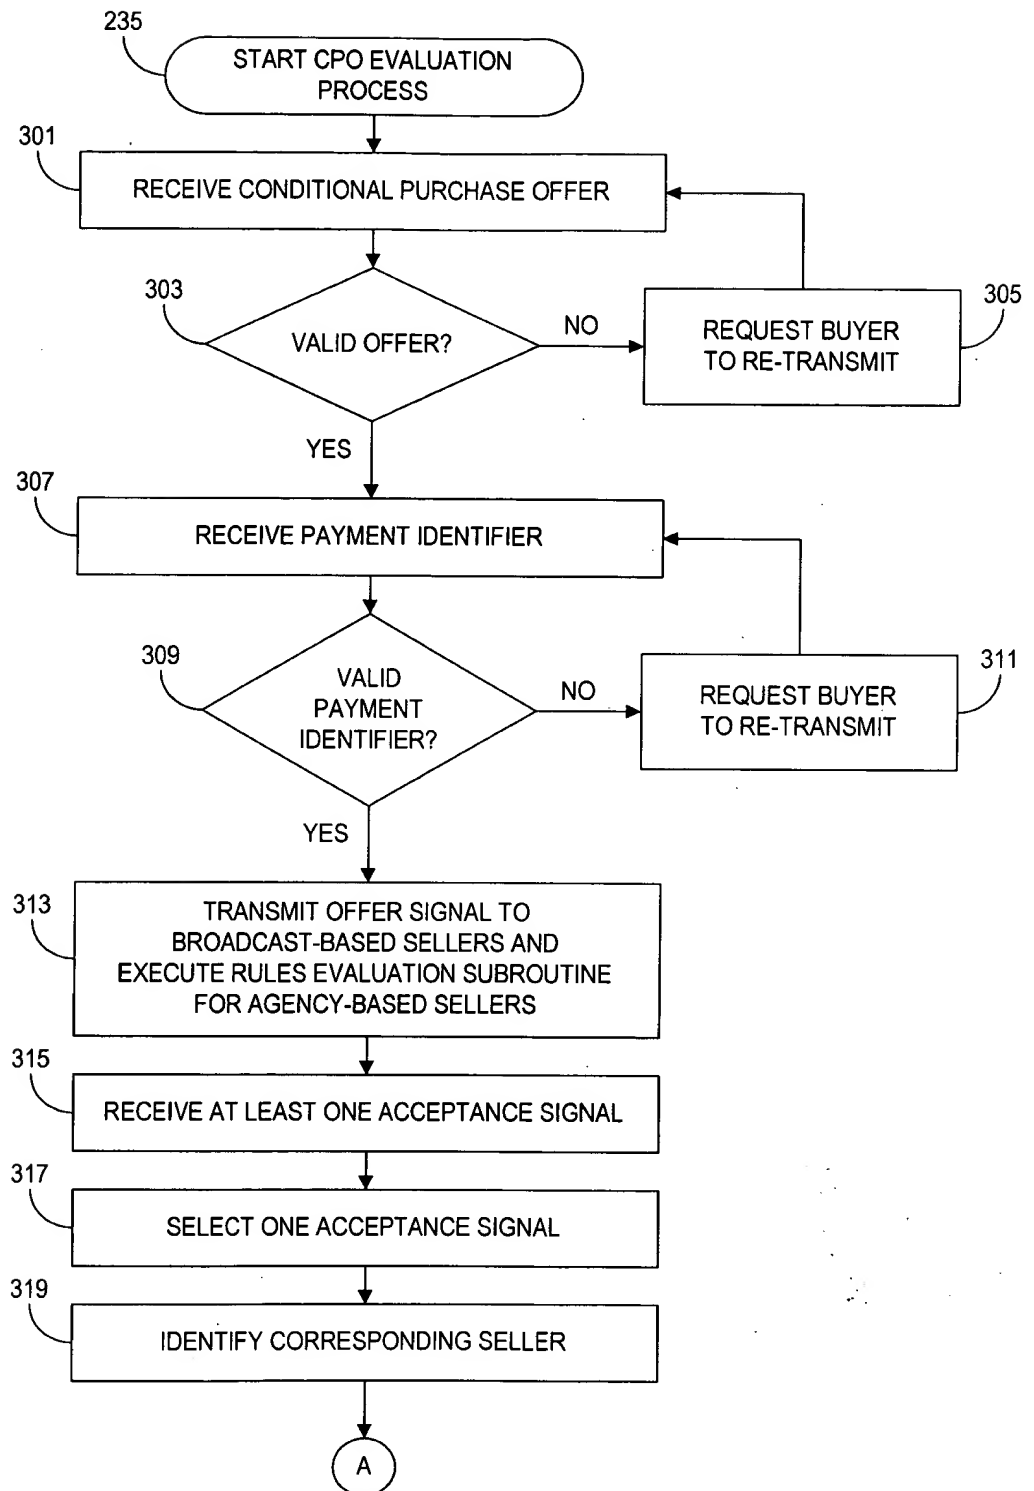 235
START CPO EVALUATION
PROCESS
301
RECEIVE CONDITIONAL PURCHASE OFFER
303
VALID OFFER?
NO
REQUEST BUYER
TO RE-TRANSMIT
305
YES
307
RECEIVE PAYMENT IDENTIFIER
309
VALID
PAYMENT
IDENTIFIER?
NO
REQUEST BUYER
TO RE-TRANSMIT
311
YES
313
TRANSMIT OFFER SIGNAL TO
BROADCAST-BASED SELLERS AND
EXECUTE RULES EVALUATION SUBROUTINE
FOR AGENCY-BASED SELLERS
315
RECEIVE AT LEAST ONE ACCEPTANCE SIGNAL
317
SELECT ONE ACCEPTANCE SIGNAL
319
IDENTIFY CORRESPONDING SELLER
A